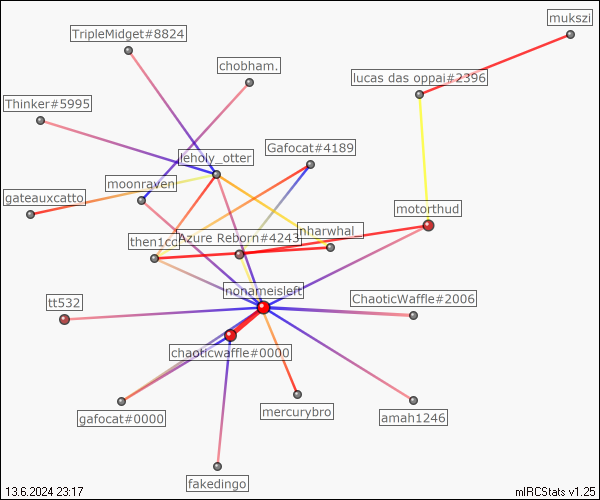 mukszi
TripleMidget#8824
chobham.
lucas das oppai#2396
Thinker#5995
Gafocat#4189
leholy_otter
moonraven
gateauxcatto
motorthud
nharwhal_
Azure Reborn#4243
then1cc
nonameisleft
ChaoticWaffle#2006
tt532
chaoticwaffle#0000
mercurybro
gafocat#0000
amah1246
fakedingo
13.6.2024 23:17
mIRCStats v1.25